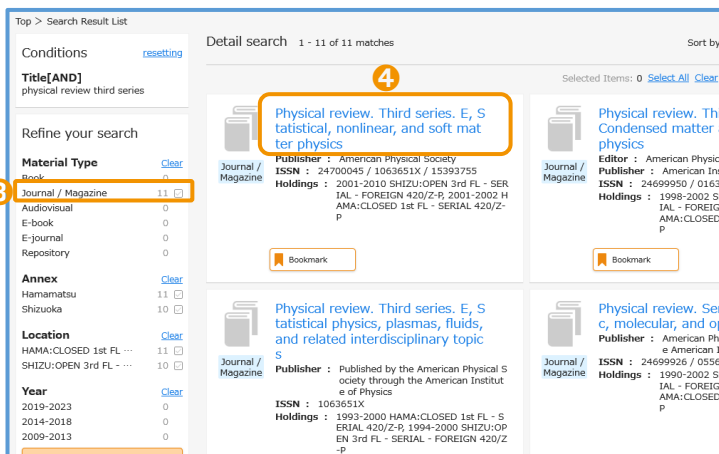 Top > Search Result List
Conditions resetting
Title[AND]
physical review third series
Refine your search
Material Type Clear
Book 0
Journal / Magazine 11
Audiovisual 0
E-book 0
E-journal 0
Repository 0
Annex Clear
Hamamatsu 11
Shizuoka 10
Location Clear
HAMA:CLOSED 1st FL ··· 11
SHIZU:OPEN 3rd FL - ··· 10
Year Clear
2019-2023 0
2014-2018 0
2009-2013 0
Detail search 1 - 11 of 11 matches Sort by
Selected Items: 0 Select All Clear
4
Physical review. Third series. E, S
tatistical, nonlinear, and soft mat
ter physics
Journal /
Magazine
Publisher : American Physical Society
ISSN : 24700045 / 1063651X / 15393755
Holdings : 2001-2010 SHIZU:OPEN 3rd FL - SER
IAL - FOREIGN 420/Z-P, 2001-2002 H
AMA:CLOSED 1st FL - SERIAL 420/Z-
P
Bookmark
Physical review. Th
Condensed matter
physics
Journal /
Magazine
Editor : American Physic
Publisher : American Ins
ISSN : 24699950 / 0163
Holdings : 1998-2002 S
IAL - FOREIG
AMA:CLOSED
P
Bookmark
Physical review. Third series. E, S
tatistical physics, plasmas, fluids,
and related interdisciplinary topic
s
Journal /
Magazine
Publisher : Published by the American Physical S
ociety through the American Institut
e of Physics
ISSN : 1063651X
Holdings : 1993-2000 HAMA:CLOSED 1st FL - S
ERIAL 420/Z-P, 1994-2000 SHIZU:OP
EN 3rd FL - SERIAL - FOREIGN 420/Z
-P
Physical review. Se
c, molecular, and op
Journal /
Magazine
Publisher : American Ph
e American I
ISSN : 24699926 / 0556
Holdings : 1990-2002 S
IAL - FOREIG
AMA:CLOSED
P